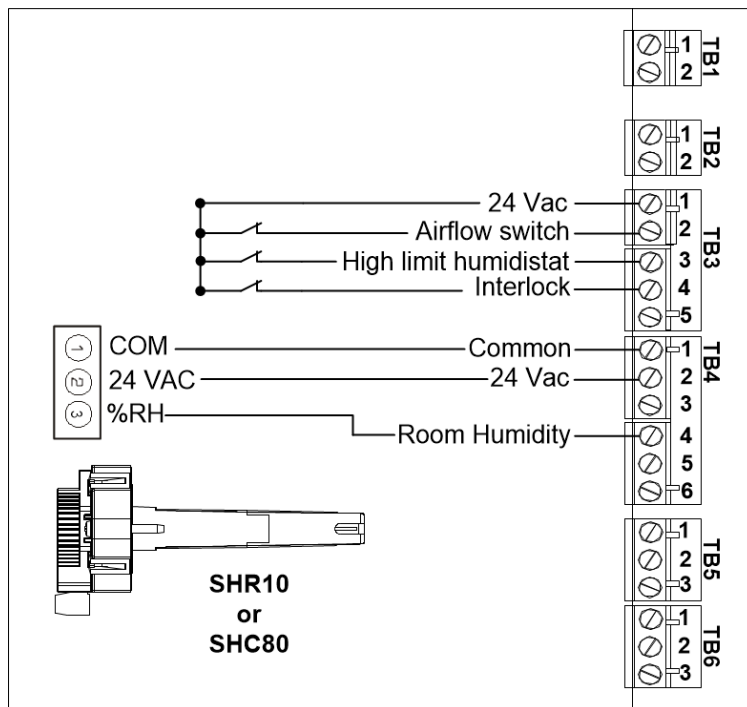 1
2
TB1
1
2
TB2
24 Vac 1
Airflow switch 2
High limit humidistat 3
Interlock 4
5
TB3
1 COM Common 1
2 24 VAC 24 Vac 2
3 %RH 3
Room Humidity 4
5
6
TB4
SHR10
or
SHC80
1
2
3
TB5
1
2
3
TB6